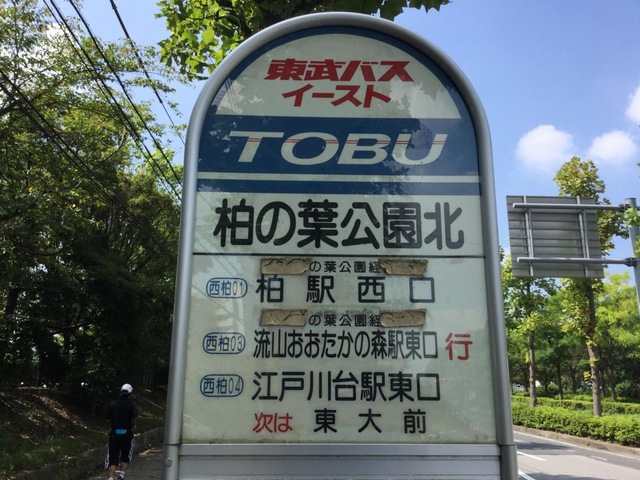 東武バス
イースト
TOBU
柏の葉公園北
の葉公園経
西柏01 柏駅西口
の葉公園経
西柏03 流山おおたかの森駅東口 行
西柏04 江戸川台駅東口
次は 東大前